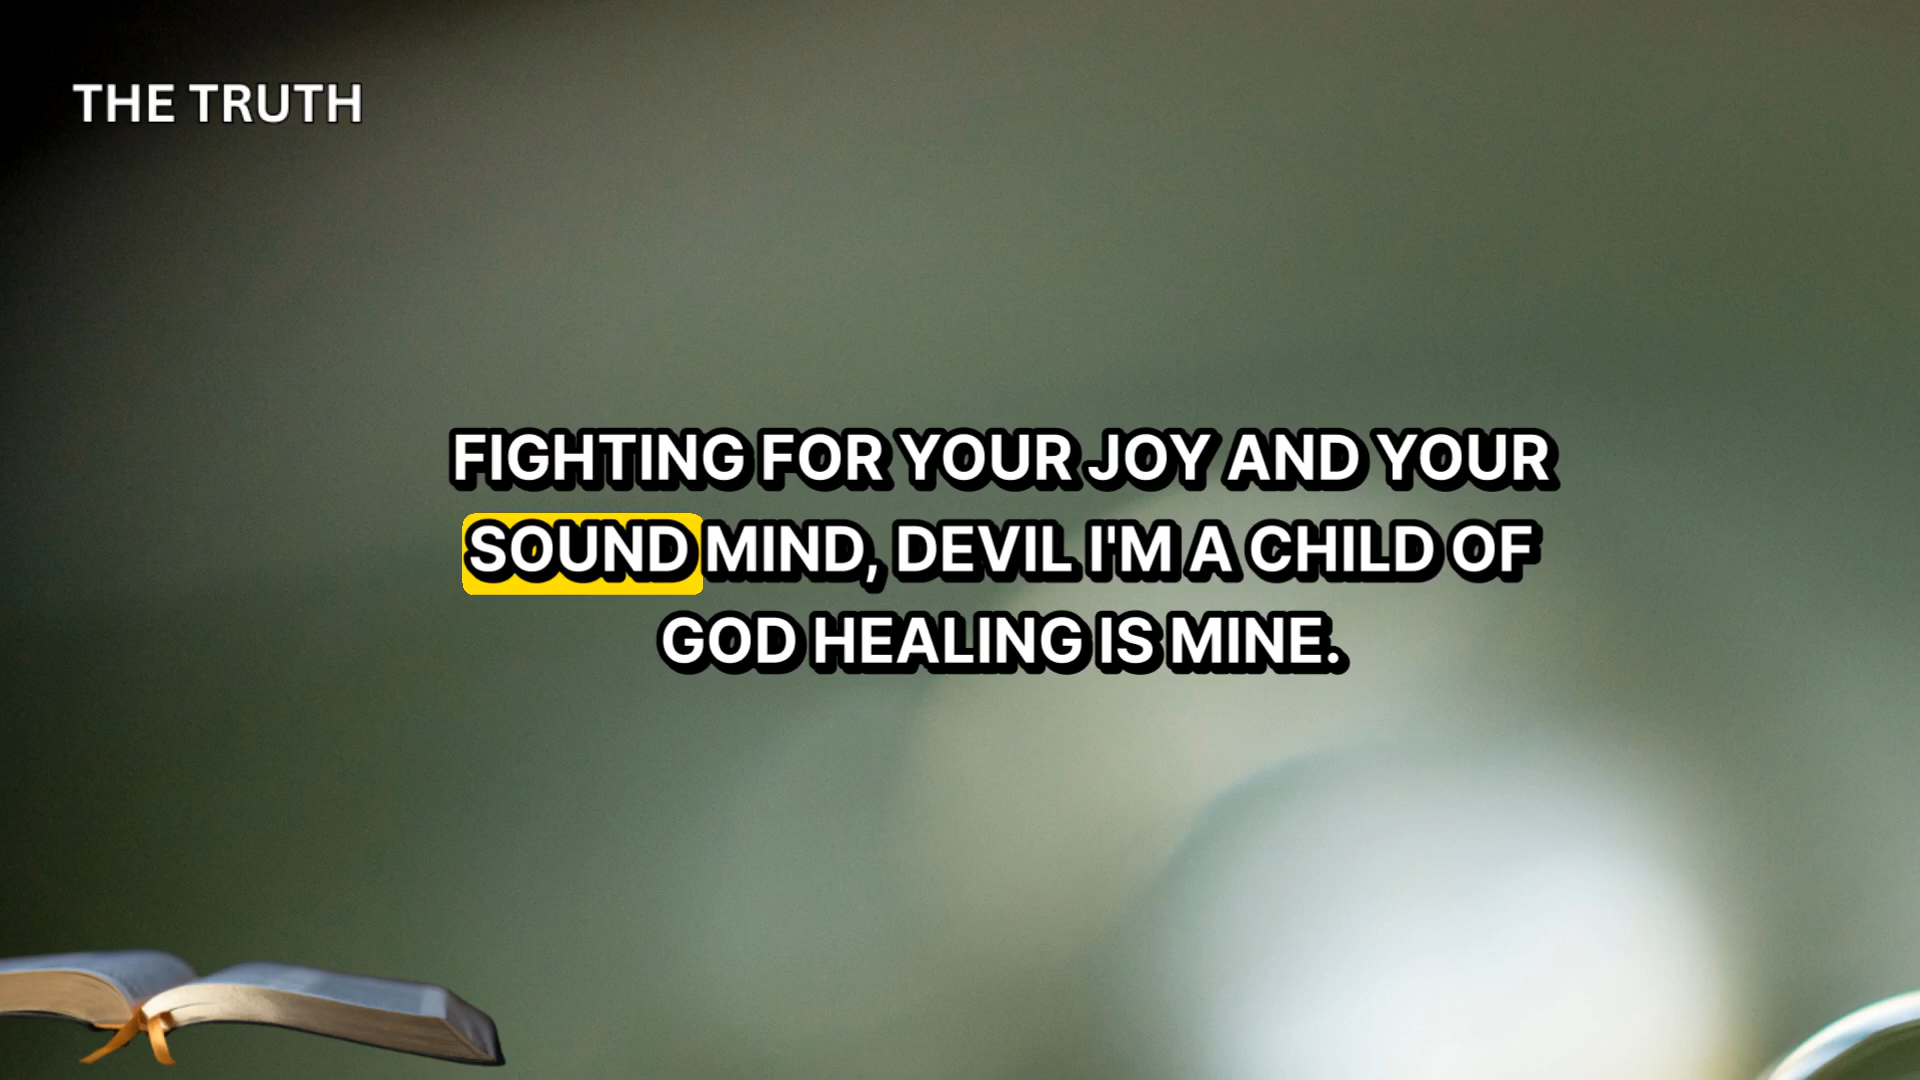 THE TRUTH
FIGHTING FOR YOUR JOY AND YOUR
SOUND MIND, DEVIL I'M A CHILD OF
GOD HEALING IS MINE.